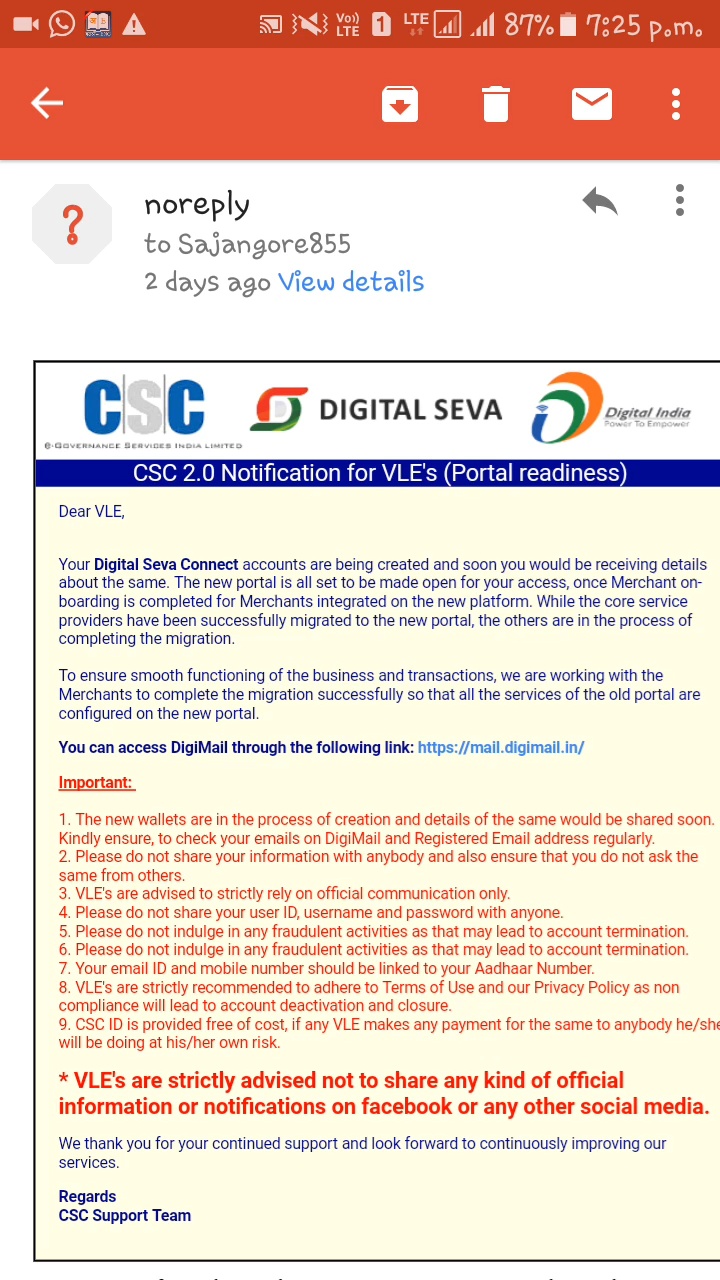 Vo)) LTE 1 LTE 87% 7:25 p.m.
?
noreply
to Sajangore855
2 days ago View details
CSC
e-Governance Services India Limited
DIGITAL SEVA
Digital India
Power To Empower
CSC 2.0 Notification for VLE's (Portal readiness)
Dear VLE,
Your Digital Seva Connect accounts are being created and soon you would be receiving details
about the same. The new portal is all set to be made open for your access, once Merchant on-
boarding is completed for Merchants integrated on the new platform. While the core service
providers have been successfully migrated to the new portal, the others are in the process of
completing the migration.
To ensure smooth functioning of the business and transactions, we are working with the
Merchants to complete the migration successfully so that all the services of the old portal are
configured on the new portal.
You can access DigiMail through the following link: https://mail.digimail.in/
Important:
1. The new wallets are in the process of creation and details of the same would be shared soon.
Kindly ensure, to check your emails on DigiMail and Registered Email address regularly.
2. Please do not share your information with anybody and also ensure that you do not ask the
same from others.
3. VLE's are advised to strictly rely on official communication only.
4. Please do not share your user ID, username and password with anyone.
5. Please do not indulge in any fraudulent activities as that may lead to account termination.
6. Please do not indulge in any fraudulent activities as that may lead to account termination.
7. Your email ID and mobile number should be linked to your Aadhaar Number.
8. VLE's are strictly recommended to adhere to Terms of Use and our Privacy Policy as non
compliance will lead to account deactivation and closure.
9. CSC ID is provided free of cost, if any VLE makes any payment for the same to anybody he/she
will be doing at his/her own risk.
* VLE's are strictly advised not to share any kind of official
information or notifications on facebook or any other social media.
We thank you for your continued support and look forward to continuously improving our
services.
Regards
CSC Support Team